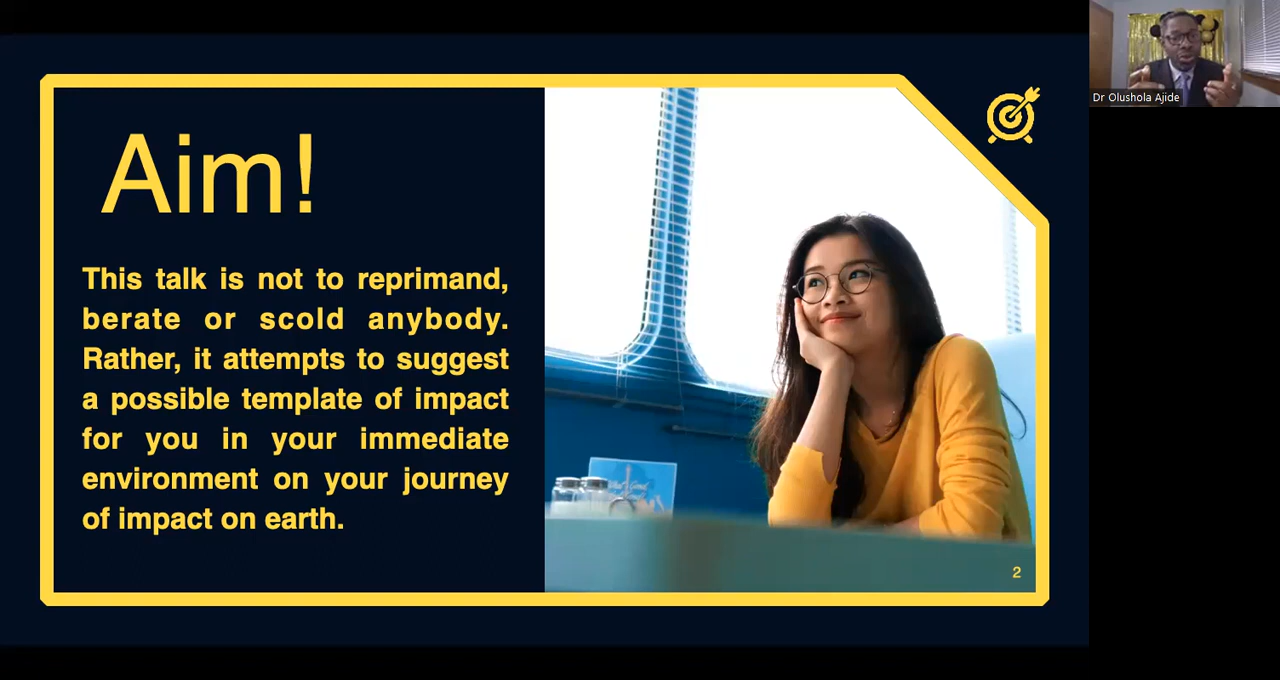 Dr Olushola Ajide
Aim!
This talk is not to reprimand,
berate or scold anybody.
Rather, it attempts to suggest
a possible template of impact
for you in your immediate
environment on your journey
of impact on earth.
2